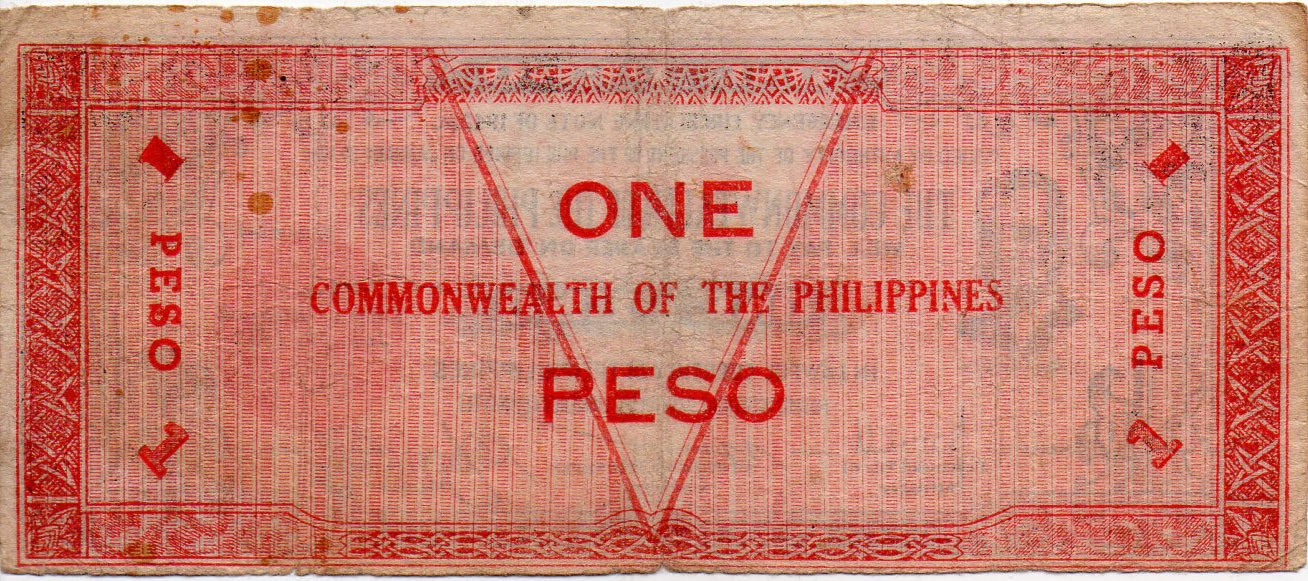 ONE
COMMONWEALTH OF THE PHILIPPINES
PESO
PESO
1
PESO
1